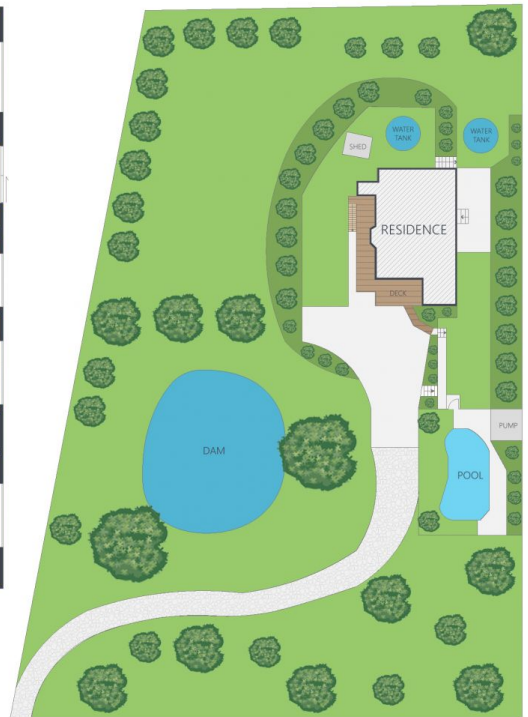 WATER
TANK
WATER
TANK
SHED
RESIDENCE
DECK
PUMP
DAM
POOL